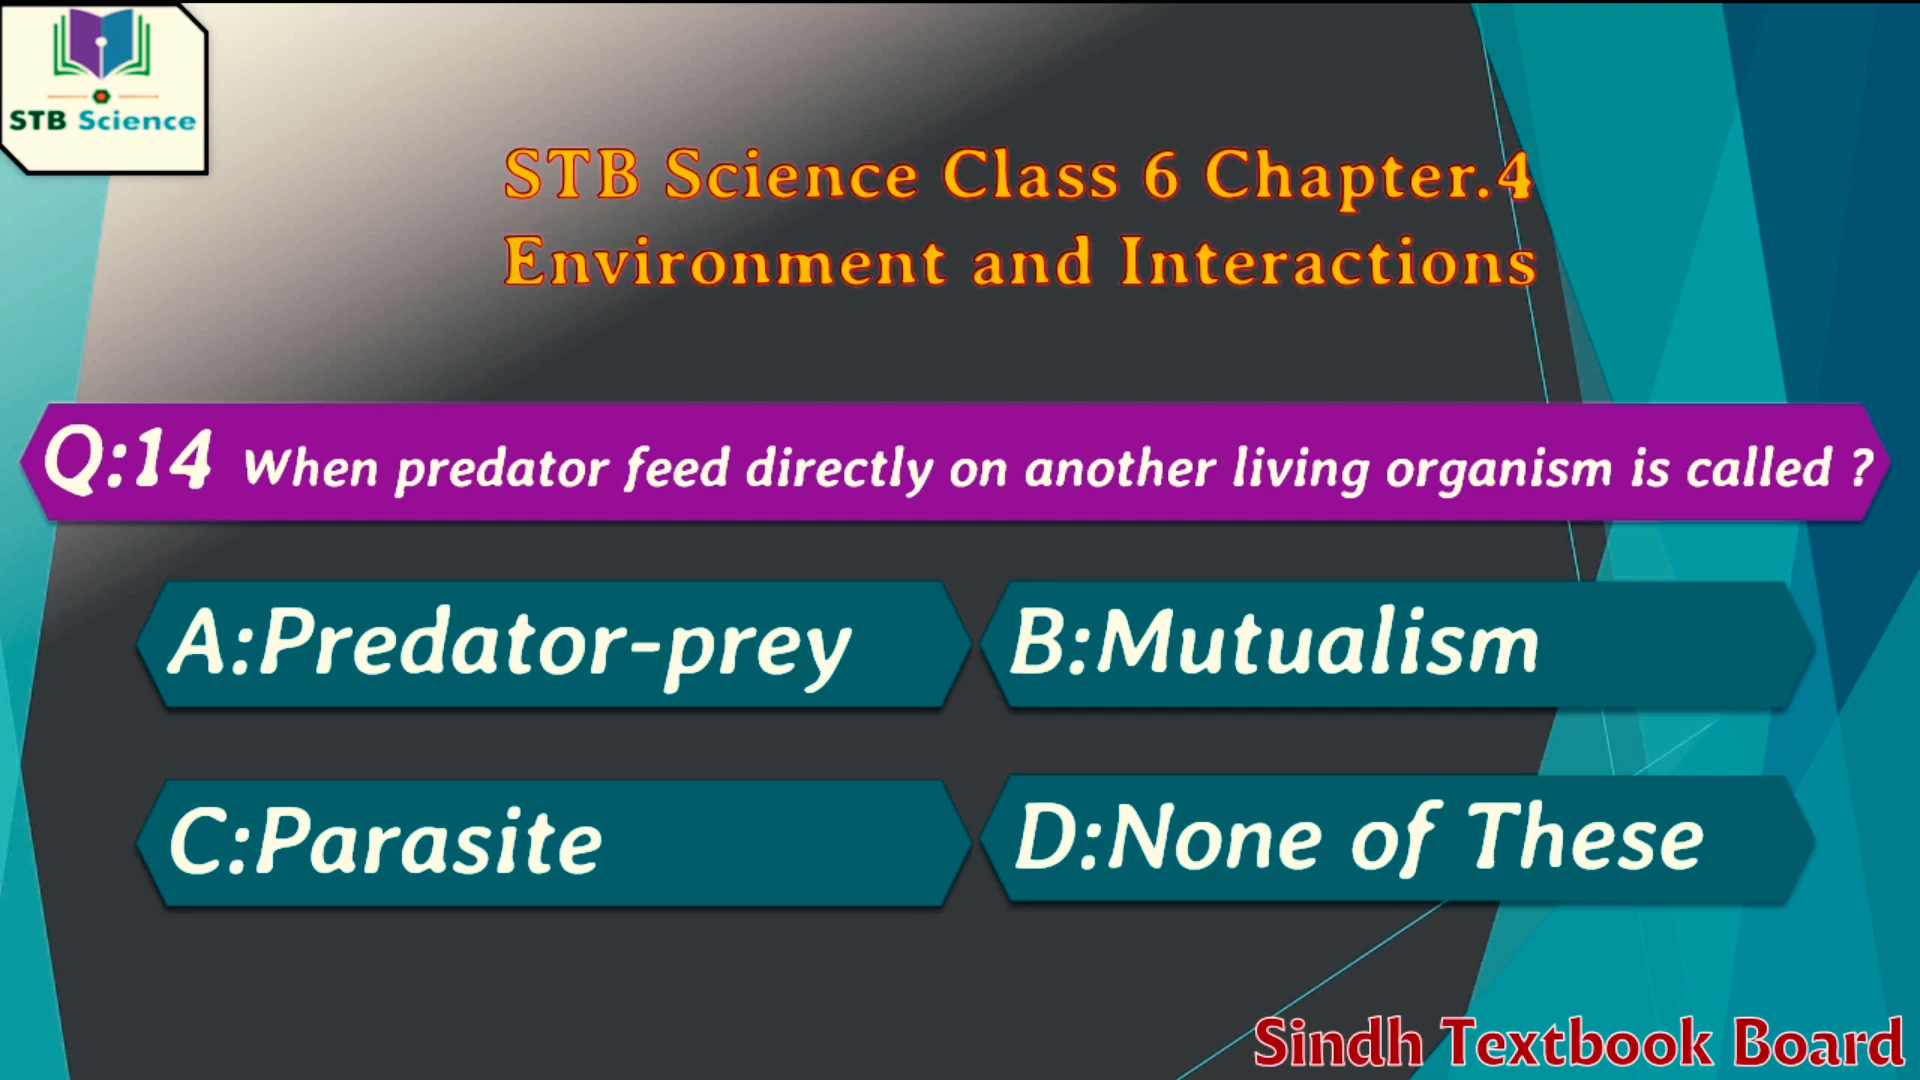 STB Science
STB Science Class 6 Chapter.4
Environment and Interactions
Q:14 When predator feed directly on another living organism is called ?
A:Predator-prey
B:Mutualism
C:Parasite
D:None of These
Sindh Textbook Board